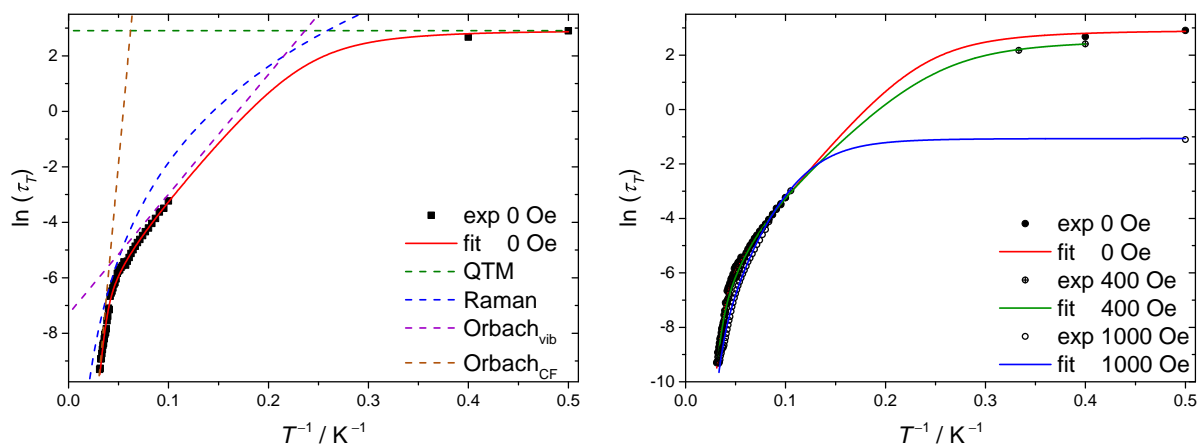 2
0
-2
-4
-6
-8
ln (τT)
exp 0 Oe
fit 0 Oe
QTM
Raman
Orbachvib
OrbachCF
0.0 0.1 0.2 0.3 0.4 0.5
T−1 / K−1
2
0
-2
-4
-6
-8
-10
ln (τT)
exp 0 Oe
fit 0 Oe
exp 400 Oe
fit 400 Oe
exp 1000 Oe
fit 1000 Oe
0.0 0.1 0.2 0.3 0.4 0.5
T−1 / K−1